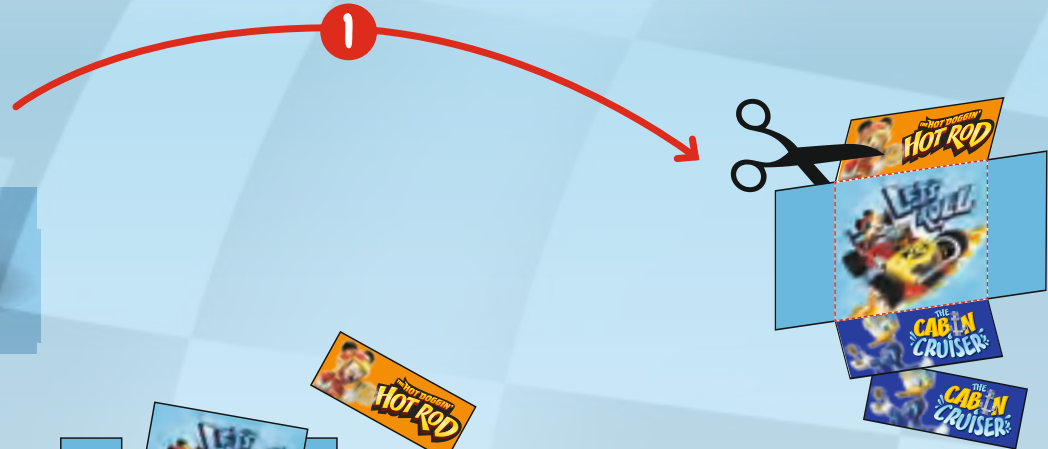 1
THE HOT DOGGIN'
HOT ROD
LET'S
ROLL
THE
CABIN
CRUISER
THE
CABIN
CRUISER
THE HOT DOGGIN'
HOT ROD
LET'S